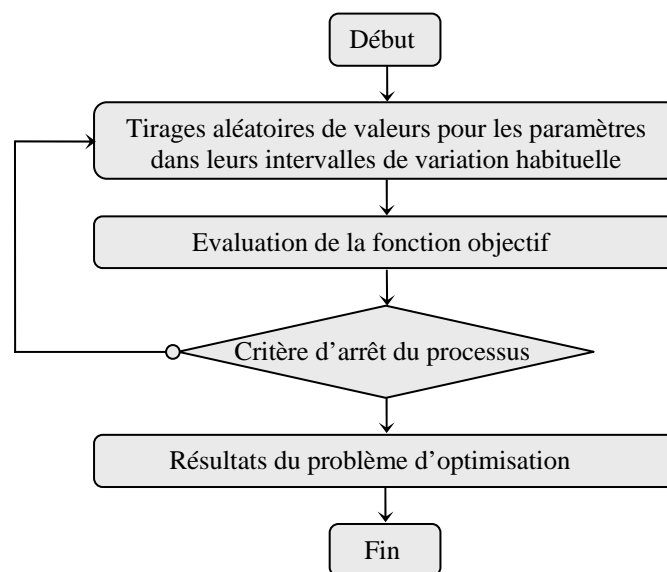 Début
Tirages aléatoires de valeurs pour les paramètres
dans leurs intervalles de variation habituelle
Evaluation de la fonction objectif
Critère d’arrêt du processus
Résultats du problème d’optimisation
Fin